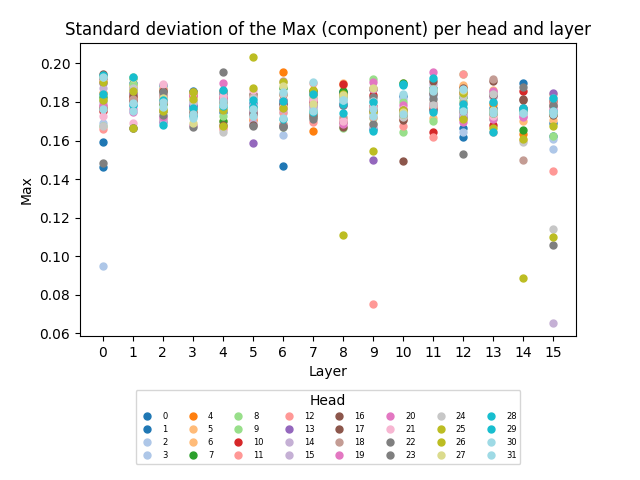 Standard deviation of the Max (component) per head and layer
0.20
0.18
0.16
0.14
0.12
0.10
0.08
0.06
Max
0 1 2 3 4 5 6 7 8 9 10 11 12 13 14 15
Layer
Head
0 4 8 12 16 20 24 28
1 5 9 13 17 21 25 29
2 6 10 14 18 22 26 30
3 7 11 15 19 23 27 31